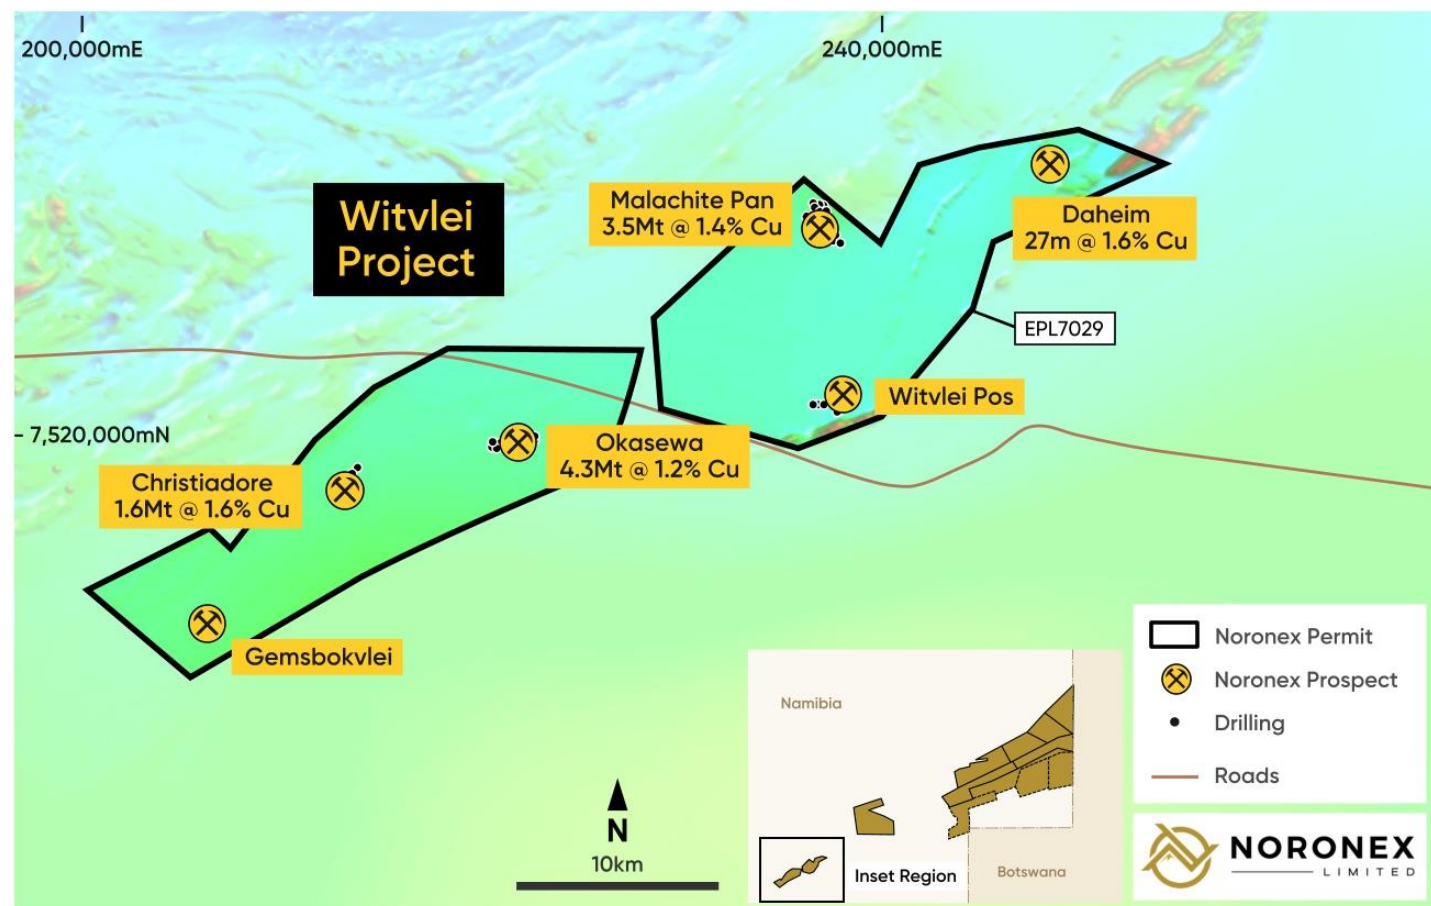 200,000mE
240,000mE
Witvlei
Project
Malachite Pan
3.5Mt @ 1.4% Cu
Daheim
27m @ 1.6% Cu
EPL7029
Witvlei Pos
7,520,000mN
Okasewa
4.3Mt @ 1.2% Cu
Christiadore
1.6Mt @ 1.6% Cu
Gemsbokvlei
N
10km
Namibia
Inset Region
Botswana
Noronex Permit
Noronex Prospect
Drilling
Roads
NORONEX
LIMITED